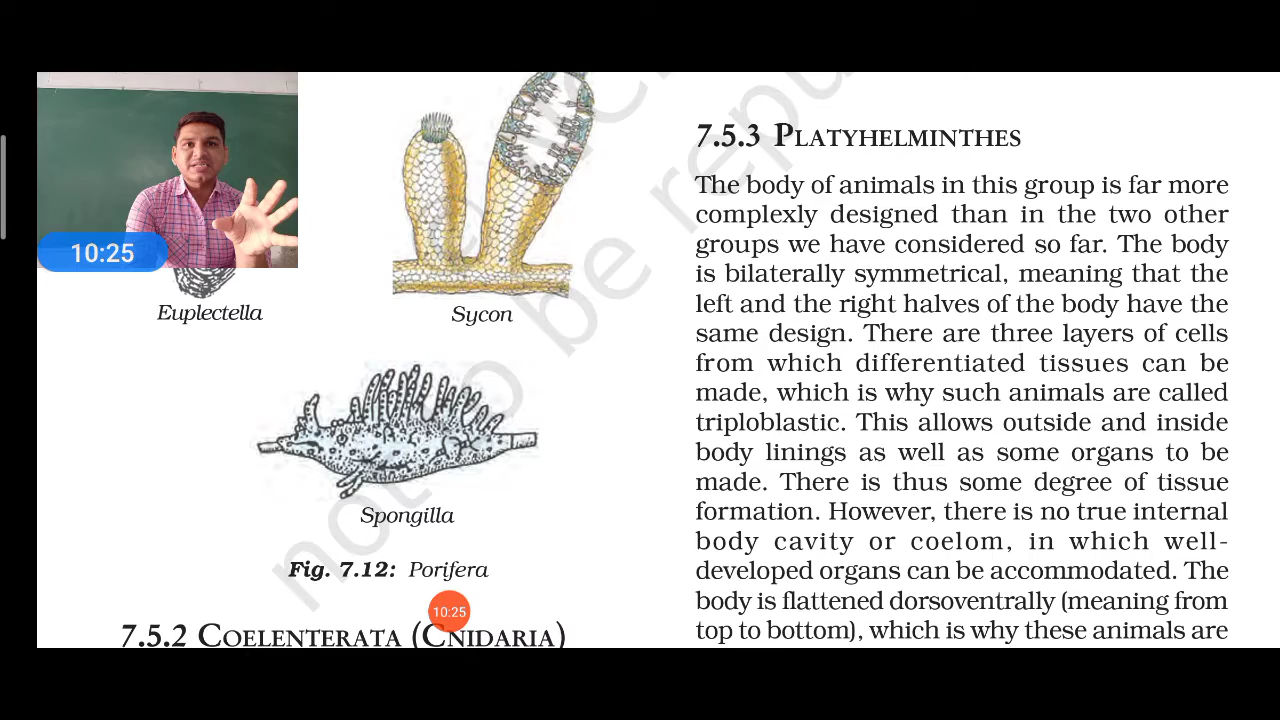 10:25
Euplectella
Sycon
Spongilla
Fig. 7.12: Porifera
10:25
7.5.2 COELENTERATA (CNIDARIA)
7.5.3 PLATYHELMINTHES
The body of animals in this group is far more
complexly designed than in the two other
groups we have considered so far. The body
is bilaterally symmetrical, meaning that the
left and the right halves of the body have the
same design. There are three layers of cells
from which differentiated tissues can be
made, which is why such animals are called
triploblastic. This allows outside and inside
body linings as well as some organs to be
made. There is thus some degree of tissue
formation. However, there is no true internal
body cavity or coelom, in which well-
developed organs can be accommodated. The
body is flattened dorsoventrally (meaning from
top to bottom), which is why these animals are
not to be repu